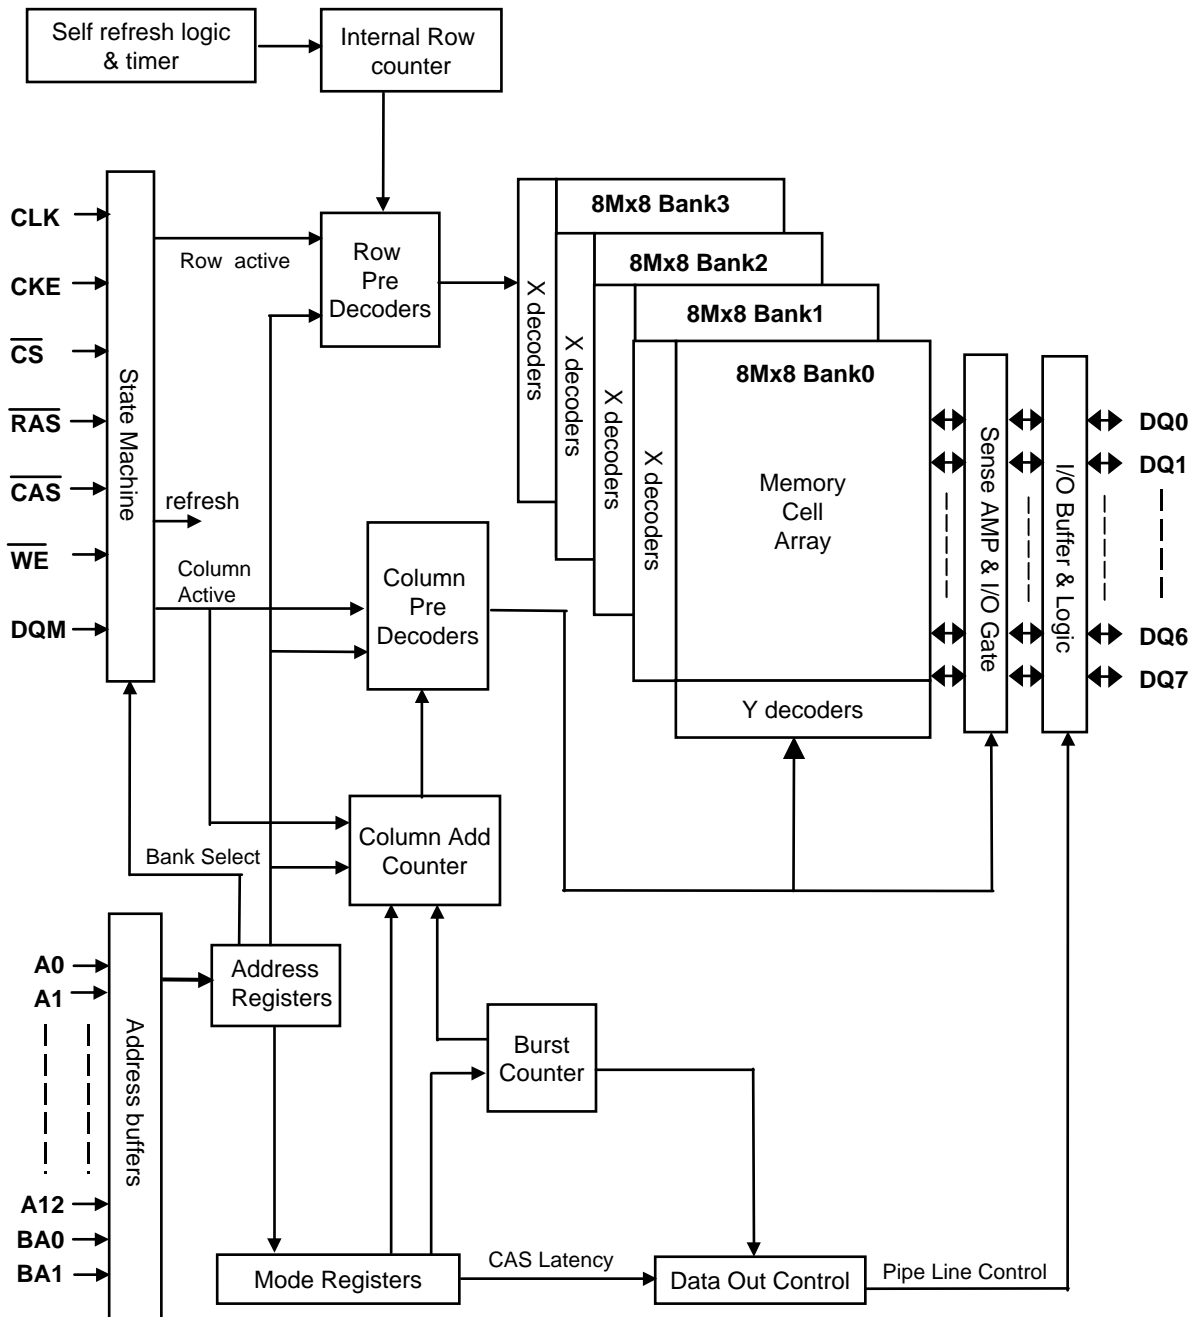 Self refresh logic
& timer
Internal Row
counter
CLK
CKE
CS
RAS
CAS
WE
DQM
State Machine
Row active
refresh
Column
Active
Row
Pre
Decoders
Column
Pre
Decoders
Column Add
Counter
Bank Select
8Mx8 Bank3
8Mx8 Bank2
8Mx8 Bank1
8Mx8 Bank0
X decoders
X decoders
X decoders
X decoders
Memory
Cell
Array
Y decoders
Sense AMP & I/O Gate
I/O Buffer & Logic
DQ0
DQ1
DQ6
DQ7
A0
A1
A12
BA0
BA1
Address buffers
Address
Registers
Burst
Counter
Mode Registers
CAS Latency
Data Out Control
Pipe Line Control